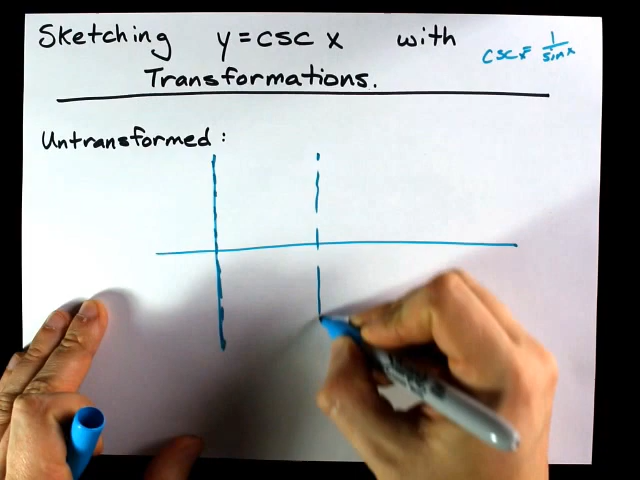 Sketching y = csc x with
Transformations.
csc x = 1/sin x
Untransformed: